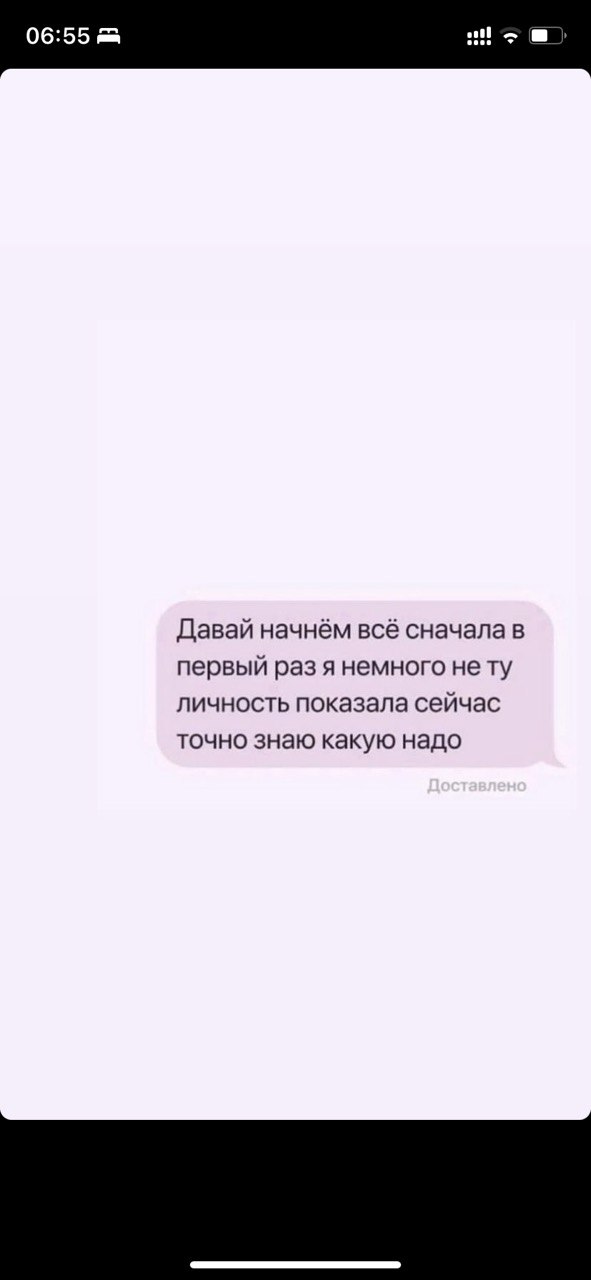 06:55
Давай начнём всё сначала в
первый раз я немного не ту
личность показала сейчас
точно знаю какую надо
Доставлено